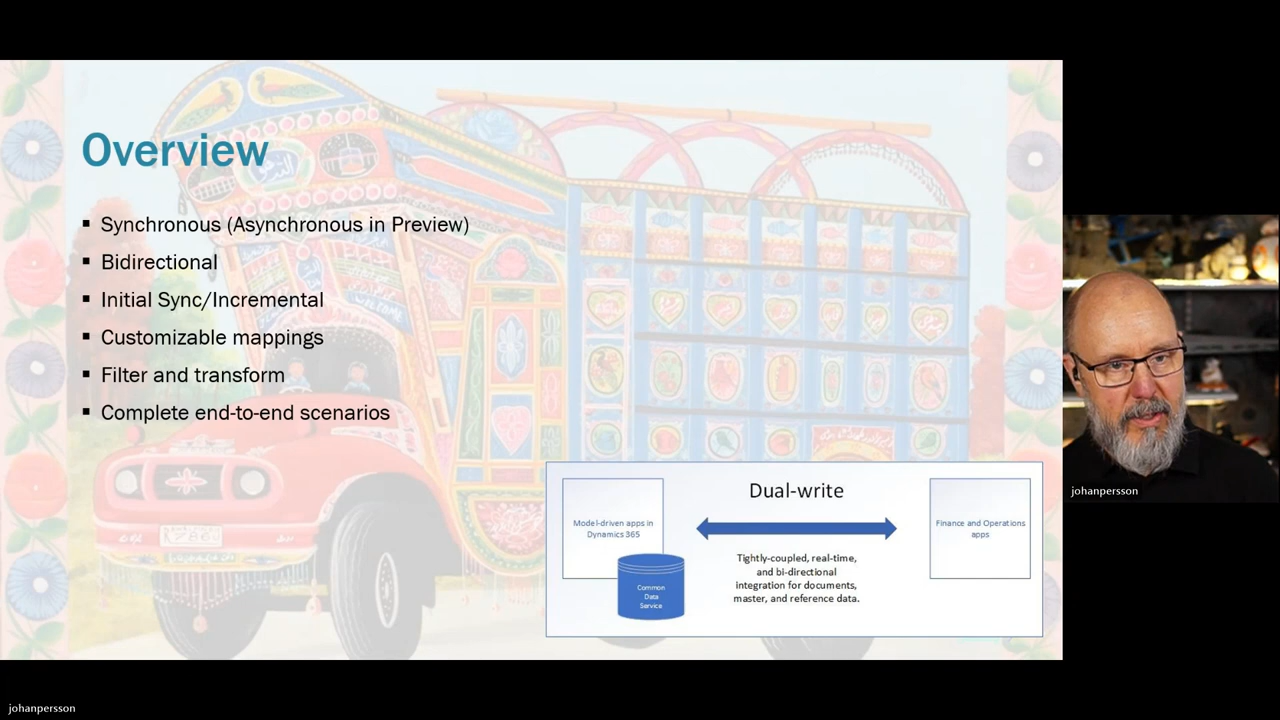 Overview
Synchronous (Asynchronous in Preview)
Bidirectional
Initial Sync/Incremental
Customizable mappings
Filter and transform
Complete end-to-end scenarios
WELCOME
Dual-write
Model-driven apps in
Dynamics 365
Common
Data
Service
Tightly-coupled, real-time,
and bi-directional
integration for documents,
master, and reference data.
Finance and Operations
apps
johanpersson
johanpersson